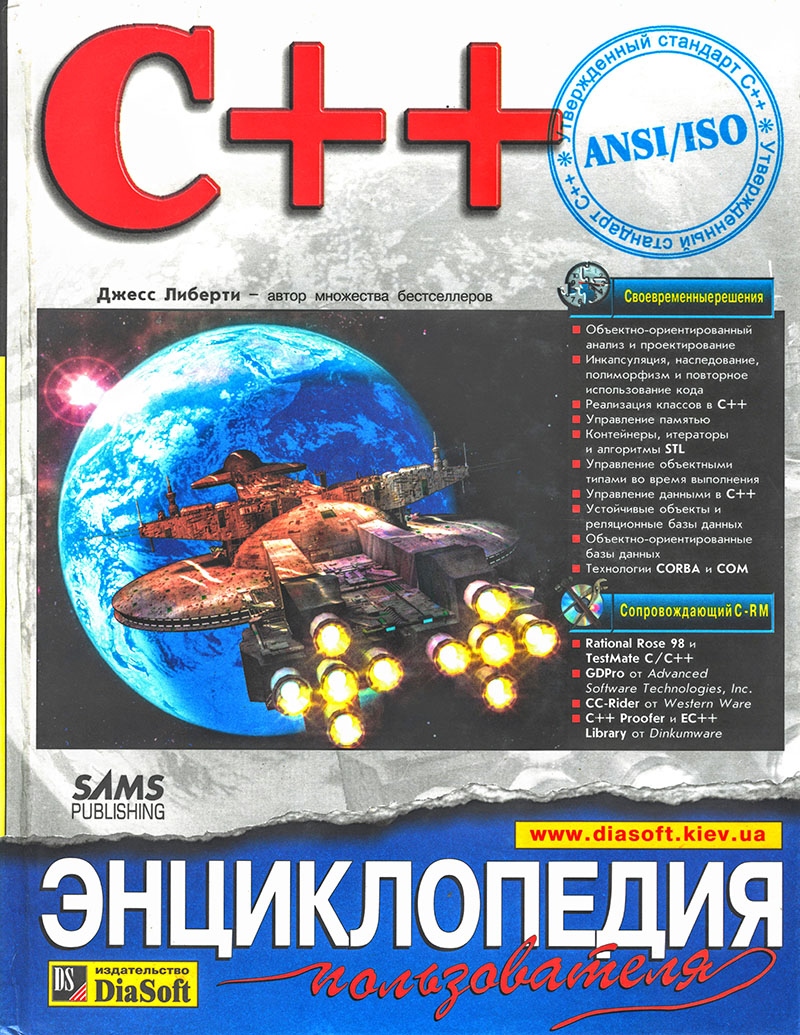 C++
Утвержденный стандарт C++ ✻ Утвержденный стандарт C++ ✻
ANSI/ISO
Джесс Либерти – автор множества бестселлеров
Своевременные решения
Объектно-ориентированный
анализ и проектирование
Инкапсуляция, наследование,
полиморфизм и повторное
использование кода
Реализация классов в C++
Управление памятью
Контейнеры, итераторы
и алгоритмы STL
Управление объектными
типами во время выполнения
Управление данными в C++
Устойчивые объекты и
реляционные базы данных
Объектно-ориентированные
базы данных
Технологии CORBA и COM
Сопровождающий C-RM
Rational Rose 98 и
TestMate C/C++
GDPro от Advanced
Software Technologies, Inc.
CC-Rider от Western Ware
C++ Proofer и EC++
Library от Dinkumware
SAMS
PUBLISHING
www.diasoft.kiev.ua
ЭНЦИКЛОПЕДИЯ
пользователя
DS
издательство
DiaSoft